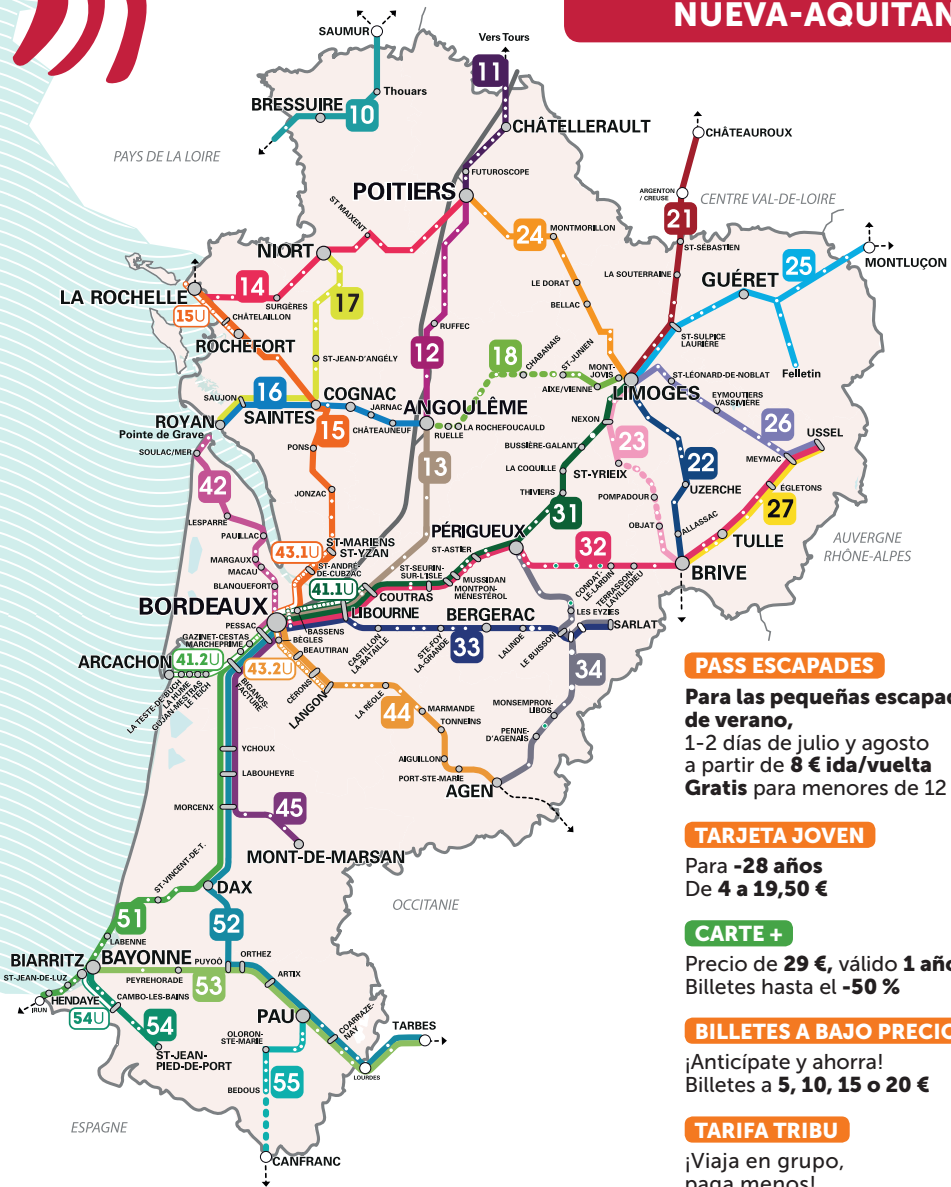 NUEVA-AQUITAN
SAUMUR
Vers Tours
11
Thouars
BRESSUIRE
10
CHÂTELLERAULT
CHÂTEAUROUX
PAYS DE LA LOIRE
FUTUROSCOPE
POITIERS
ARGENTON
/ CREUSE
CENTRE VAL-DE-LOIRE
ST MAIXENT
21
24
MONTMORILLON
ST-SÉBASTIEN
NIORT
25
MONTLUÇON
LA SOUTERRAINE
GUÉRET
LE DORAT
14
17
LA ROCHELLE
SURGÈRES
BELLAC
15U
CHÂTELAILLON
RUFFEC
ST-SULPICE
LAURIÈRE
ROCHEFORT
12
18
CHABANAIS
ST-JUNIEN
ST-JEAN-D'ANGÉLY
MONT-
JOVIS
Felletin
ST-LÉONARD-DE-NOBLAT
AIXE/VIENNE
LIMOGES
16
COGNAC
SAUJON
JARNAC
ANGOULÊME
EYMOUTIERS
VASSIVIÈRE
ROYAN
SAINTES
NEXON
26
CHÂTEAUNEUF
RUELLE
LA ROCHEFOUCAULD
Pointe de Grave
15
23
USSEL
SOULAC/MER
PONS
BUSSIÈRE-GALANT
22
MEYMAC
13
LA COQUILLE
ST-YRIEIX
42
JONZAC
THIVIERS
UZERCHE
ÉGLETONS
POMPADOUR
31
27
LESPARRE
OBJAT
ALLASSAC
PAUILLAC
ST-MARIENS
ST-YZAN
PÉRIGUEUX
TULLE
AUVERGNE
RHÔNE-ALPES
43.1U
ST-ASTIER
32
MARGAUX
ST-ANDRÉ-
DE-CUBZAC
ST-SEURIN-
SUR-L'ISLE
MACAU
BRIVE
BLANQUEFORT
41.1U
MUSSIDAN
MONTPON-
MÉNESTÉROL
CONDAT-
LE-LARDIN
TERRASSON-
LAVILLEDIEU
COUTRAS
BORDEAUX
LIBOURNE
BERGERAC
LES EYZIES
SARLAT
PESSAC
BASSENS
GAZINET-CESTAS
BÈGLES
MARCHEPRIME
BEAUTIRAN
CASTILLON
LA-BATAILLE
STE-FOY
LA-GRANDE
33
LALINDE
LE BUISSON
ARCACHON
41.2U
43.2U
34
LA TESTE-DE-BUCH
LA HUME
GUJAN-MESTRAS
LE TEICH
BIGANOS-
FACTURE
CÉRONS
LANGON
LA RÉOLE
44
MARMANDE
MONSEMPRON-
LIBOS
TONNEINS
PENNE-
D'AGENAIS
YCHOUX
AIGUILLON
LABOUHEYRE
PORT-STE-MARIE
AGEN
MORCENX
45
MONT-DE-MARSAN
ST-VINCENT-DE-T.
DAX
OCCITANIE
51
52
LABENNE
BIARRITZ
BAYONNE
PUYOÔ
ORTHEZ
ST-JEAN-DE-LUZ
PEYREHORADE
53
ARTIX
HENDAYE
CAMBO-LES-BAINS
IRUN
54U
54
PAU
COARRAZE-
NAY
TARBES
OLORON-
STE-MARIE
ST-JEAN-
PIED-DE-PORT
LOURDES
BEDOUS
55
ESPAGNE
CANFRANC
PASS ESCAPADES
Para las pequeñas escapad
de verano,
1-2 días de julio y agosto
a partir de 8 € ida/vuelta
Gratis para menores de 12
TARJETA JOVEN
Para -28 años
De 4 a 19,50 €
CARTE +
Precio de 29 €, válido 1 año
Billetes hasta el -50 %
BILLETES A BAJO PRECIO
¡Anticípate y ahorra!
Billetes a 5, 10, 15 o 20 €
TARIFA TRIBU
¡Viaja en grupo,
paga menos!